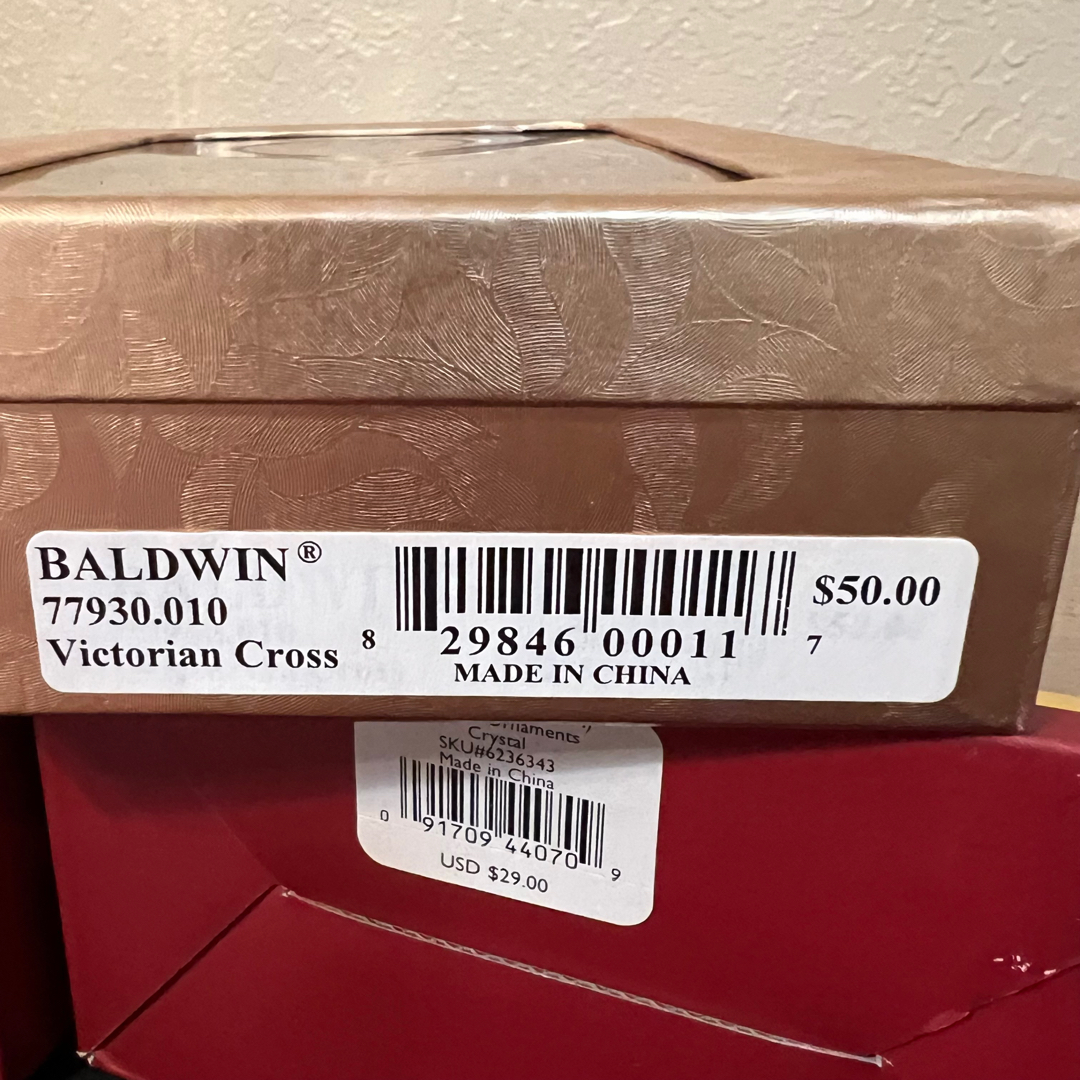 BALDWIN®
77930.010
Victorian Cross
8 29846 00011 7
MADE IN CHINA
$50.00
Ornaments
Crystal
SKU#6236343
Made in China
0 91709 44070 9
USD $29.00